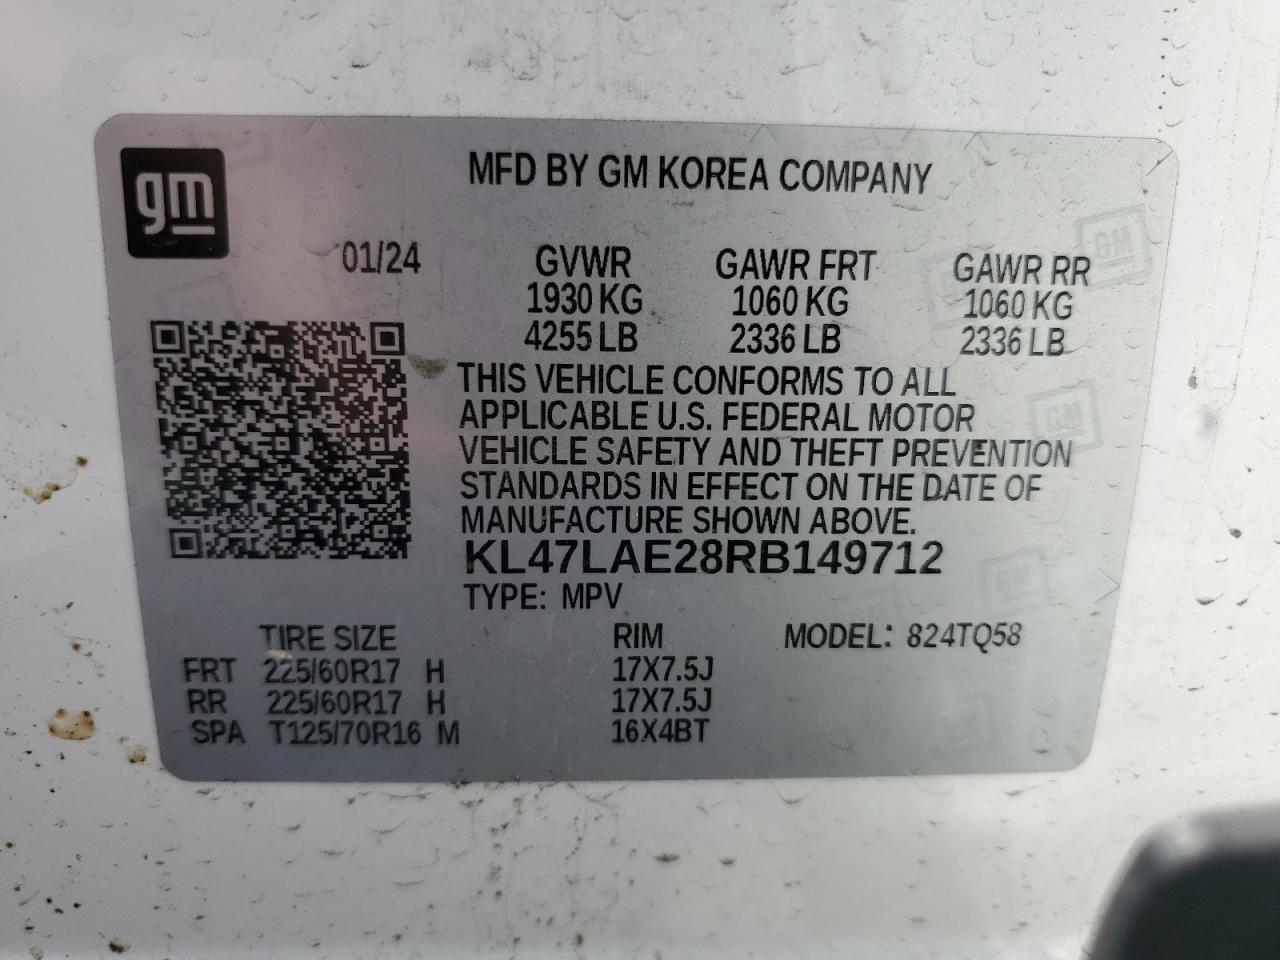 gm
MFD BY GM KOREA COMPANY
01/24
GVWR GAWR FRT GAWR RR
1930 KG 1060 KG 1060 KG
4255 LB 2336 LB 2336 LB
THIS VEHICLE CONFORMS TO ALL
APPLICABLE U.S. FEDERAL MOTOR
VEHICLE SAFETY AND THEFT PREVENTION
STANDARDS IN EFFECT ON THE DATE OF
MANUFACTURE SHOWN ABOVE.
KL47LAE28RB149712
TYPE: MPV
TIRE SIZE RIM MODEL: 824TQ58
FRT 225/60R17 H 17X7.5J
RR 225/60R17 H 17X7.5J
SPA T125/70R16 M 16X4BT
GM
GM
GM